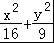 x²/16 + y²/9